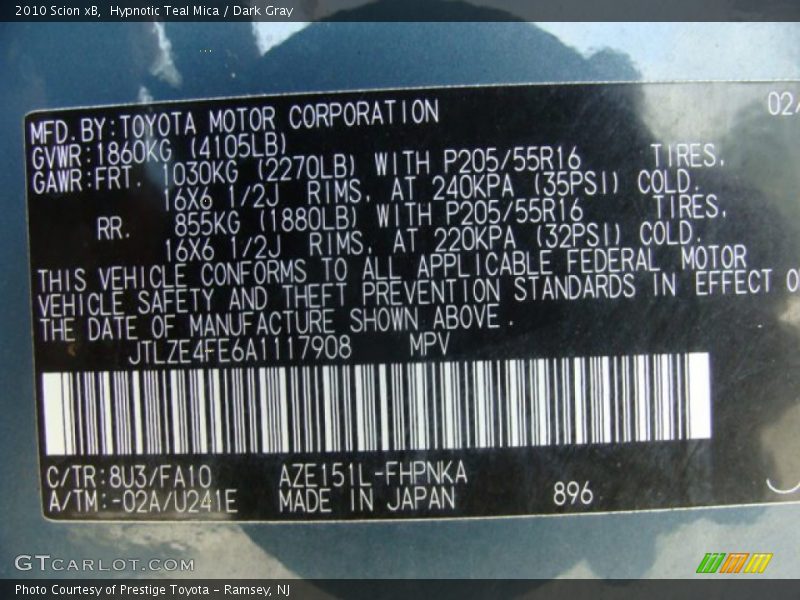 2010 Scion xB, Hypnotic Teal Mica / Dark Gray
02/
MFD.BY:TOYOTA MOTOR CORPORATION
GVWR:1860KG (4105LB)
GAWR:FRT. 1030KG (2270LB) WITH P205/55R16 TIRES,
16X6 1/2J RIMS, AT 240KPA (35PSI) COLD.
RR. 855KG (1880LB) WITH P205/55R16 TIRES,
16X6 1/2J RIMS, AT 220KPA (32PSI) COLD.
THIS VEHICLE CONFORMS TO ALL APPLICABLE FEDERAL MOTOR
VEHICLE SAFETY AND THEFT PREVENTION STANDARDS IN EFFECT O
THE DATE OF MANUFACTURE SHOWN ABOVE.
JTLZE4FE6A1117908 MPV
C/TR:8U3/FA10 AZE151L-FHPNKA
A/TM:-02A/U241E MADE IN JAPAN 896
GTCARLOT.COM
Photo Courtesy of Prestige Toyota - Ramsey, NJ